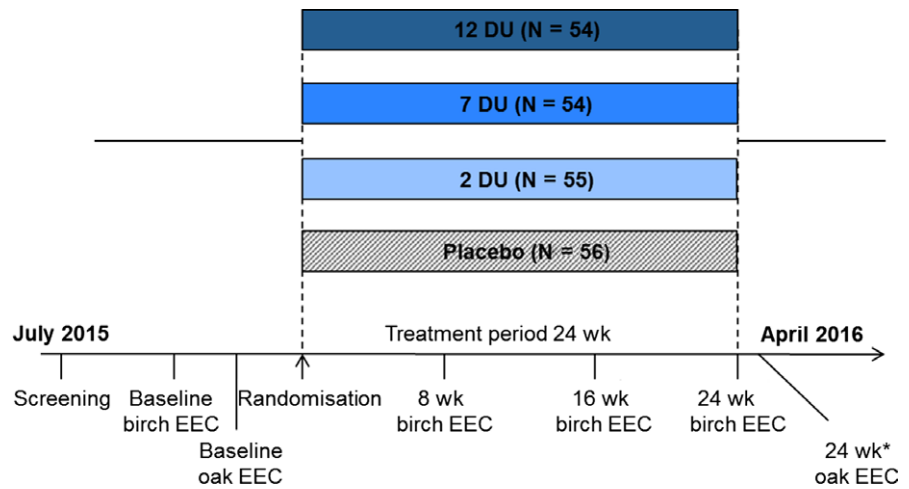 12 DU (N = 54)
7 DU (N = 54)
2 DU (N = 55)
Placebo (N = 56)
July 2015
Treatment period 24 wk
April 2016
Screening
Baseline
birch EEC
Baseline
oak EEC
Randomisation
8 wk
birch EEC
16 wk
birch EEC
24 wk
birch EEC
24 wk*
oak EEC